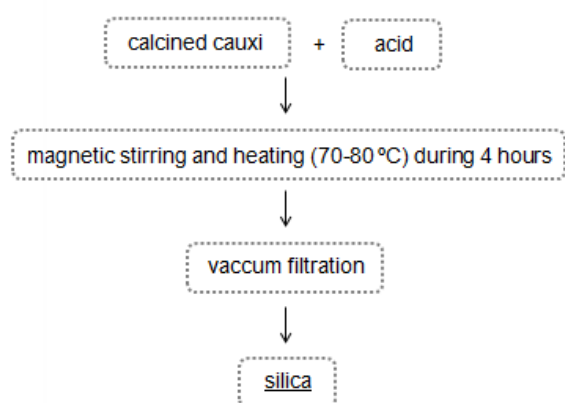 calcined cauxi + acid
magnetic stirring and heating (70-80 ºC) during 4 hours
vaccum filtration
silica